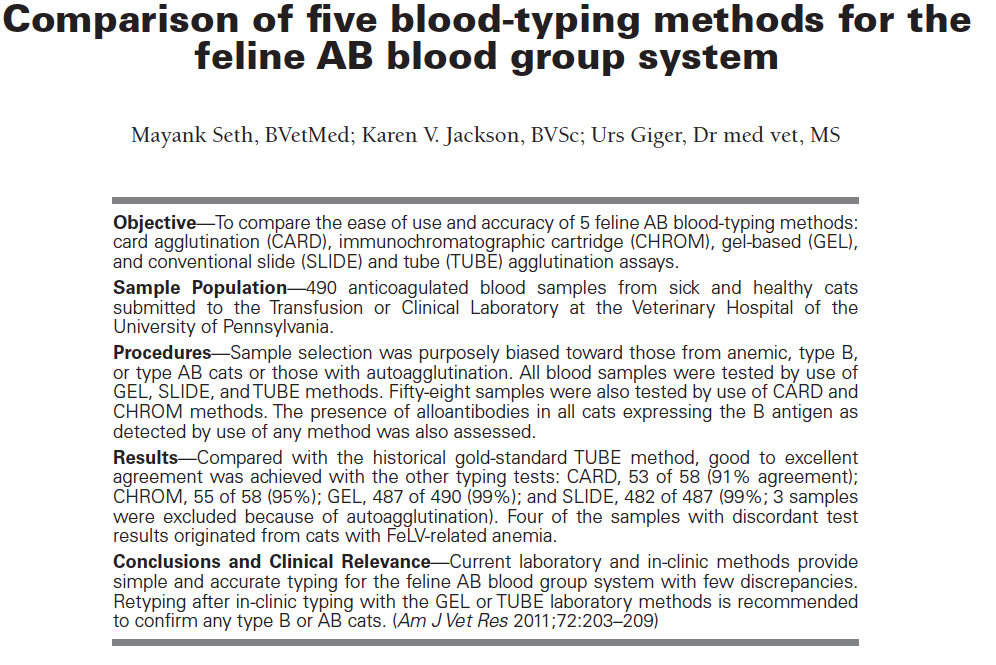 Comparison of five blood-typing methods for the
feline AB blood group system
Mayank Seth, BVetMed; Karen V. Jackson, BVSc; Urs Giger, Dr med vet, MS
Objective—To compare the ease of use and accuracy of 5 feline AB blood-typing methods:
card agglutination (CARD), immunochromatographic cartridge (CHROM), gel-based (GEL),
and conventional slide (SLIDE) and tube (TUBE) agglutination assays.
Sample Population—490 anticoagulated blood samples from sick and healthy cats
submitted to the Transfusion or Clinical Laboratory at the Veterinary Hospital of the
University of Pennsylvania.
Procedures—Sample selection was purposely biased toward those from anemic, type B,
or type AB cats or those with autoagglutination. All blood samples were tested by use of
GEL, SLIDE, and TUBE methods. Fifty-eight samples were also tested by use of CARD and
CHROM methods. The presence of alloantibodies in all cats expressing the B antigen as
detected by use of any method was also assessed.
Results—Compared with the historical gold-standard TUBE method, good to excellent
agreement was achieved with the other typing tests: CARD, 53 of 58 (91% agreement);
CHROM, 55 of 58 (95%); GEL, 487 of 490 (99%); and SLIDE, 482 of 487 (99%; 3 samples
were excluded because of autoagglutination). Four of the samples with discordant test
results originated from cats with FeLV-related anemia.
Conclusions and Clinical Relevance—Current laboratory and in-clinic methods provide
simple and accurate typing for the feline AB blood group system with few discrepancies.
Retyping after in-clinic typing with the GEL or TUBE laboratory methods is recommended
to confirm any type B or AB cats. (Am J Vet Res 2011;72:203–209)